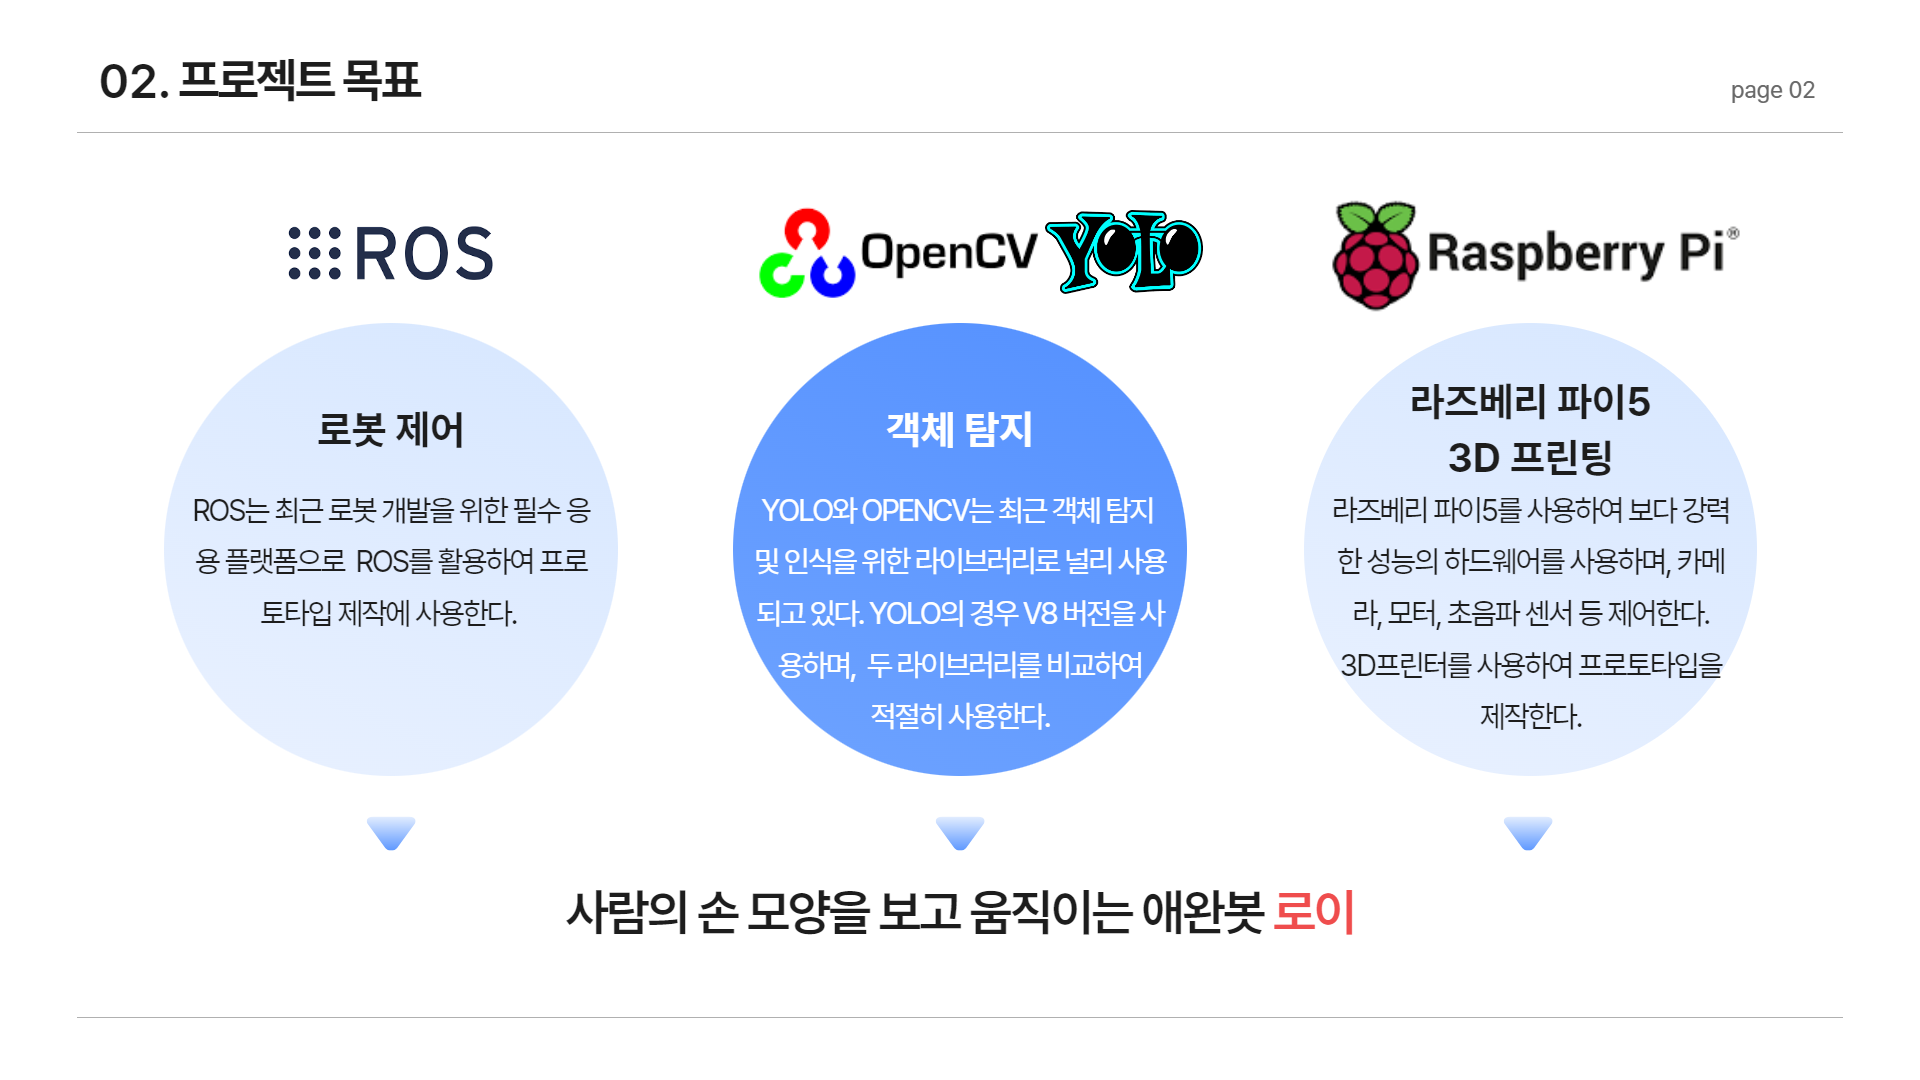 02. 프로젝트 목표
page 02
ROS
OpenCV
YOLO
Raspberry Pi®
로봇 제어
ROS는 최근 로봇 개발을 위한 필수 응
용 플랫폼으로 ROS를 활용하여 프로
토타입 제작에 사용한다.
객체 탐지
YOLO와 OPENCV는 최근 객체 탐지
및 인식을 위한 라이브러리로 널리 사용
되고 있다. YOLO의 경우 V8 버전을 사
용하며, 두 라이브러리를 비교하여
적절히 사용한다.
라즈베리 파이5
3D 프린팅
라즈베리 파이5를 사용하여 보다 강력
한 성능의 하드웨어를 사용하며, 카메
라, 모터, 초음파 센서 등 제어한다.
3D프린터를 사용하여 프로토타입을
제작한다.
사람의 손 모양을 보고 움직이는 애완봇 로이